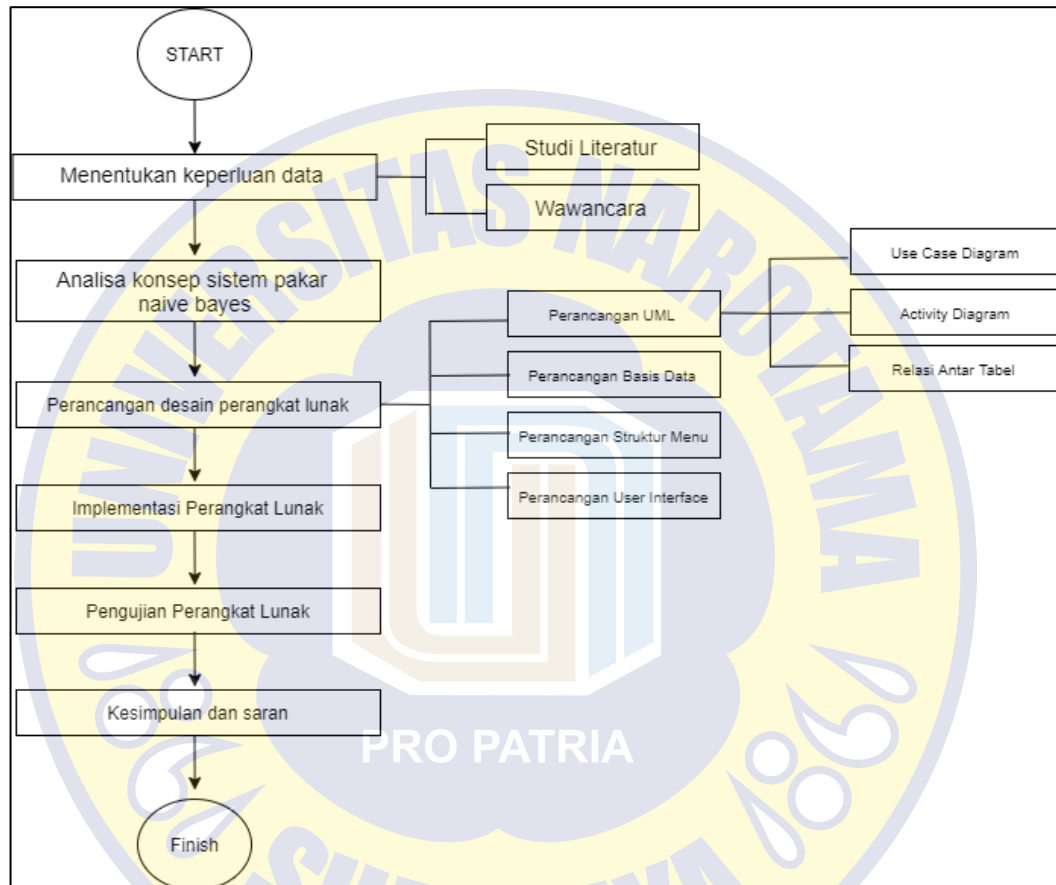 START
Menentukan keperluan data
Studi Literatur
Wawancara
Analisa konsep sistem pakar
naive bayes
Use Case Diagram
Perancangan UML
Activity Diagram
Relasi Antar Tabel
Perancangan desain perangkat lunak
Perancangan Basis Data
Perancangan Struktur Menu
Perancangan User Interface
Implementasi Perangkat Lunak
Pengujian Perangkat Lunak
Kesimpulan dan saran
Finish
UNIVERSITAS NAROTAMA
PRO PATRIA